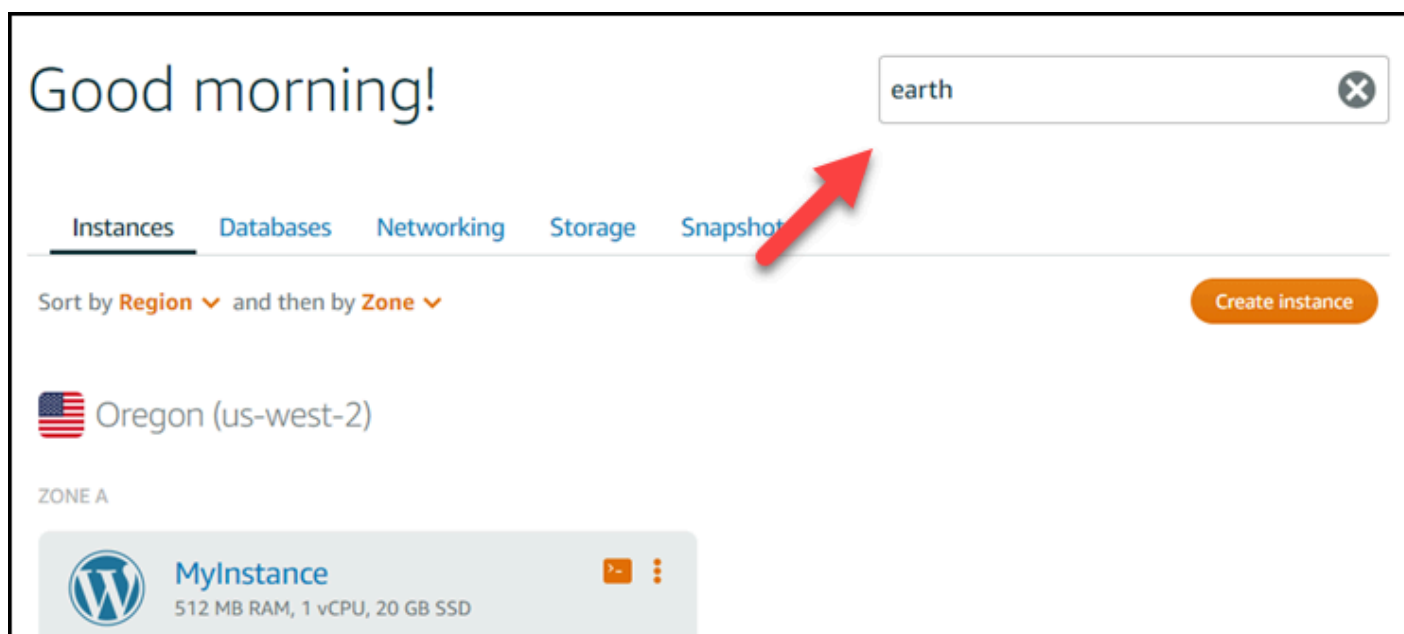 Good morning!
earth
Instances Databases Networking Storage Snapshot
Sort by Region and then by Zone
Create instance
Oregon (us-west-2)
ZONE A
MyInstance
512 MB RAM, 1 vCPU, 20 GB SSD